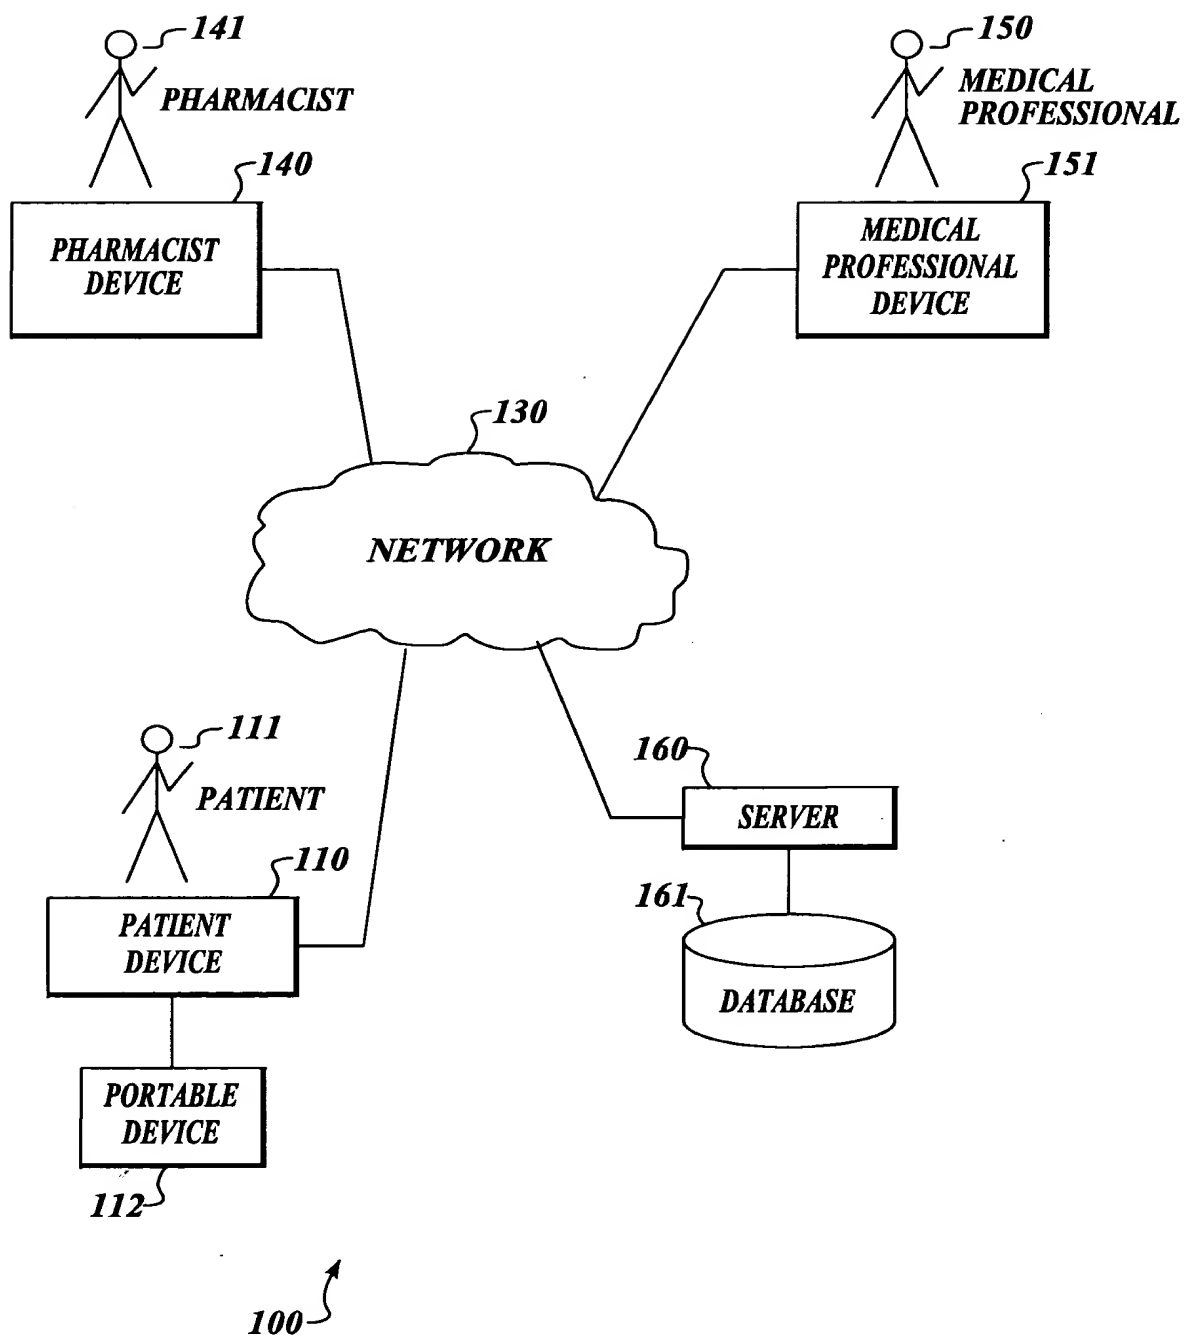 141
PHARMACIST
140
PHARMACIST
DEVICE
150
MEDICAL
PROFESSIONAL
151
MEDICAL
PROFESSIONAL
DEVICE
130
NETWORK
111
PATIENT
110
PATIENT
DEVICE
PORTABLE
DEVICE
112
160
SERVER
161
DATABASE
100